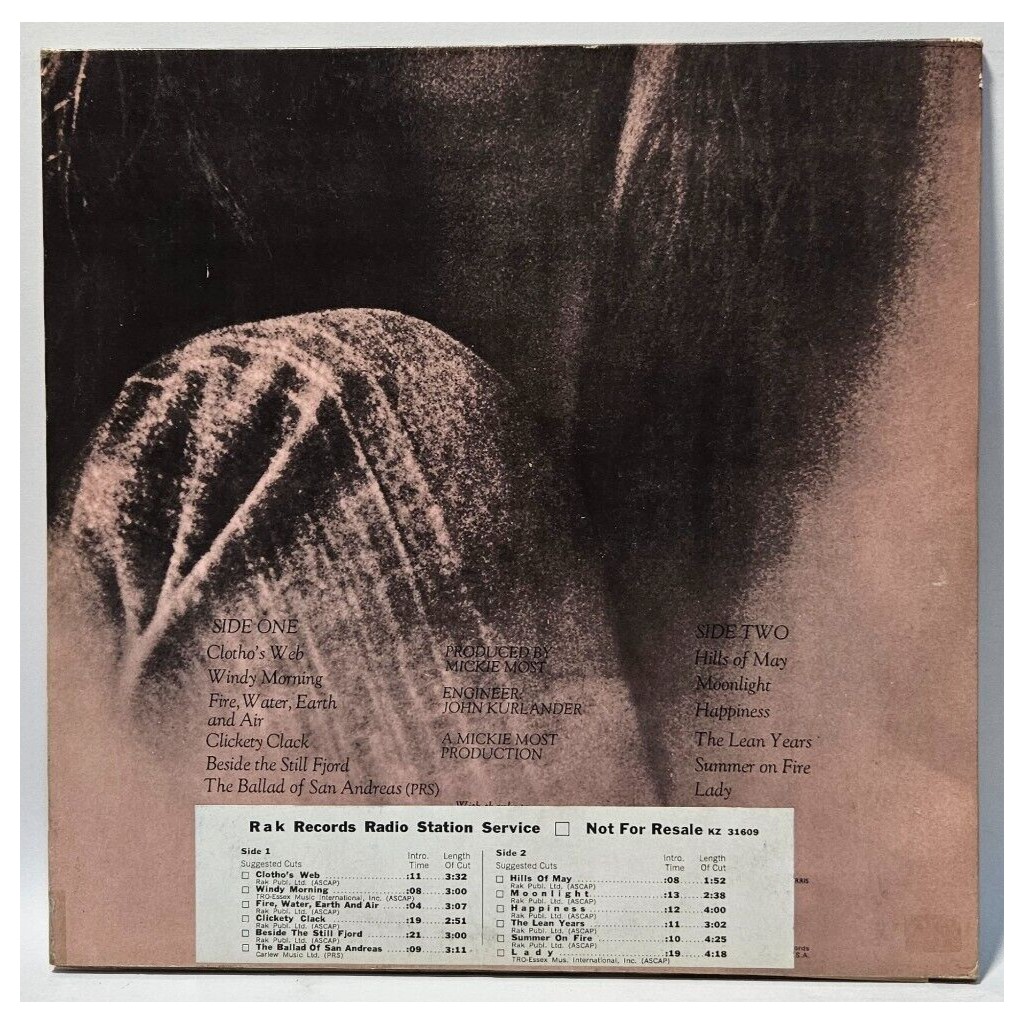 SIDE ONE
Clotho's Web
Windy Morning
Fire, Water, Earth
and Air
Clickety Clack
Beside the Still Fjord
The Ballad of San Andreas (PRS)
PRODUCED BY
MICKIE MOST
ENGINEER:
JOHN KURLANDER
A MICKIE MOST
PRODUCTION
SIDE TWO
Hills of May
Moonlight
Happiness
The Lean Years
Summer on Fire
Lady
Rak Records Radio Station Service □ Not For Resale KZ 31609
Side 1
Suggested Cuts Intro. Time Length Of Cut
□ Clotho's Web :11 3:32
Rak Publ. Ltd. (ASCAP)
□ Windy Morning :08 3:00
TRO-Essex Music International, Inc. (ASCAP)
□ Fire, Water, Earth And Air :04 3:07
Rak Publ. Ltd. (ASCAP)
□ Clickety Clack :19 2:51
Rak Publ. Ltd. (ASCAP)
□ Beside The Still Fjord :21 3:00
Rak Publ. Ltd. (ASCAP)
□ The Ballad Of San Andreas :09 3:11
Carlew Music Ltd. (PRS)
Side 2
Suggested Cuts Intro. Time Length Of Cut
□ Hills Of May :08 1:52
Rak Publ. Ltd. (ASCAP)
□ Moonlight :13 2:38
Rak Publ. Ltd. (ASCAP)
□ Happiness :12 4:00
Rak Publ. Ltd. (ASCAP)
□ The Lean Years :11 3:02
Rak Publ. Ltd. (ASCAP)
□ Summer On Fire :10 4:25
Rak Publ. Ltd. (ASCAP)
□ Lady :19 4:18
TRO-Essex Mus. International, Inc. (ASCAP)